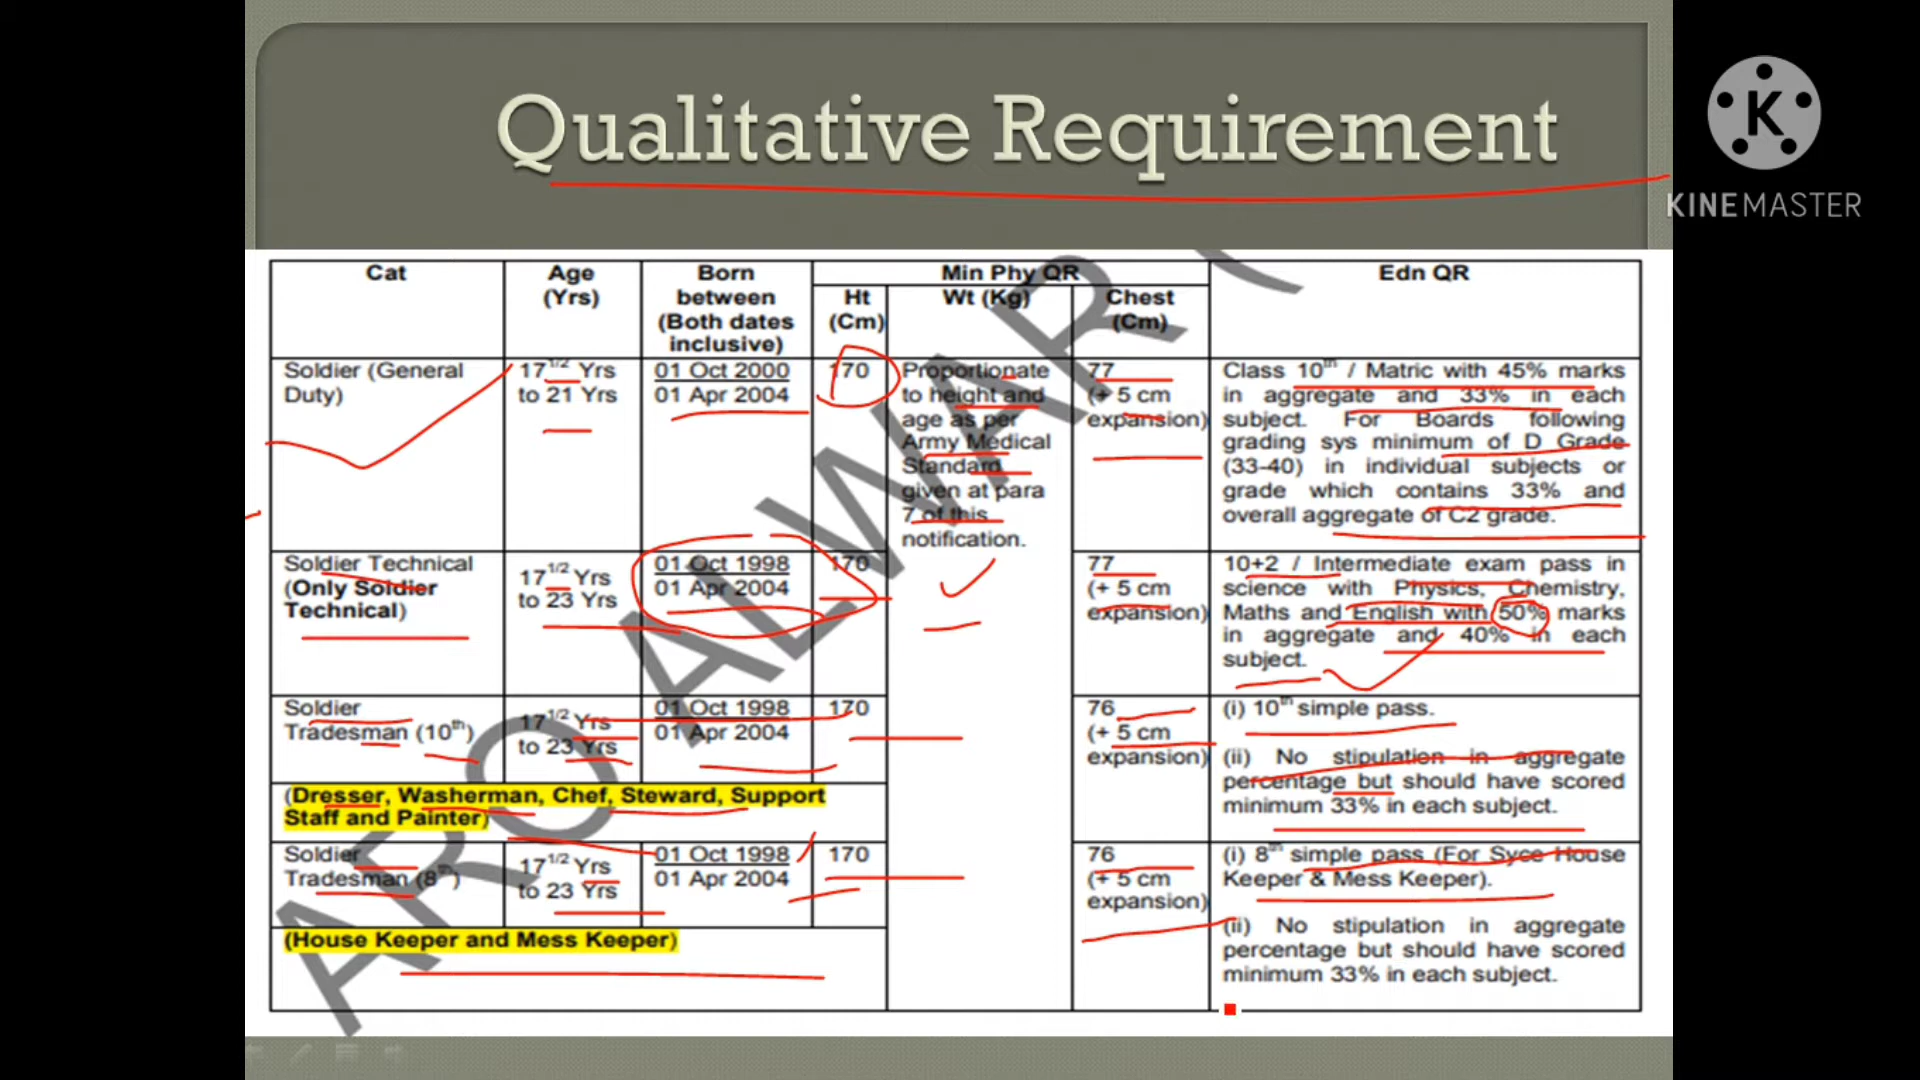 Qualitative Requirement
K
KINEMASTER
Cat
Age
(Yrs)
Born
between
(Both dates
inclusive)
Min Phy QR
Ht
(Cm)
Wt (Kg)
Chest
(Cm)
Edn QR
Soldier (General
Duty)
17 1/2 Yrs
to 21 Yrs
01 Oct 2000
01 Apr 2004
170
Proportionate
to height and
age as per
Army Medical
Standard
given at para
7 of this
notification.
77
(+ 5 cm
expansion)
Class 10th / Matric with 45% marks
in aggregate and 33% in each
subject. For Boards following
grading sys minimum of D Grade
(33-40) in individual subjects or
grade which contains 33% and
overall aggregate of C2 grade.
Soldier Technical
(Only Soldier
Technical)
17 1/2 Yrs
to 23 Yrs
01 Oct 1998
01 Apr 2004
170
77
(+ 5 cm
expansion)
10+2 / Intermediate exam pass in
science with Physics, Chemistry,
Maths and English with 50% marks
in aggregate and 40% in each
subject.
Soldier
Tradesman (10th)
17 1/2 Yrs
to 23 Yrs
01 Oct 1998
01 Apr 2004
170
76
(+ 5 cm
expansion)
(i) 10th simple pass.
(ii) No stipulation in aggregate
percentage but should have scored
minimum 33% in each subject.
(Dresser, Washerman, Chef, Steward, Support
Staff and Painter)
Soldier
Tradesman (8th)
17 1/2 Yrs
to 23 Yrs
01 Oct 1998
01 Apr 2004
170
76
(+ 5 cm
expansion)
(i) 8th simple pass (For Syce House
Keeper & Mess Keeper).
(ii) No stipulation in aggregate
percentage but should have scored
minimum 33% in each subject.
(House Keeper and Mess Keeper)
ARO ALWAR (